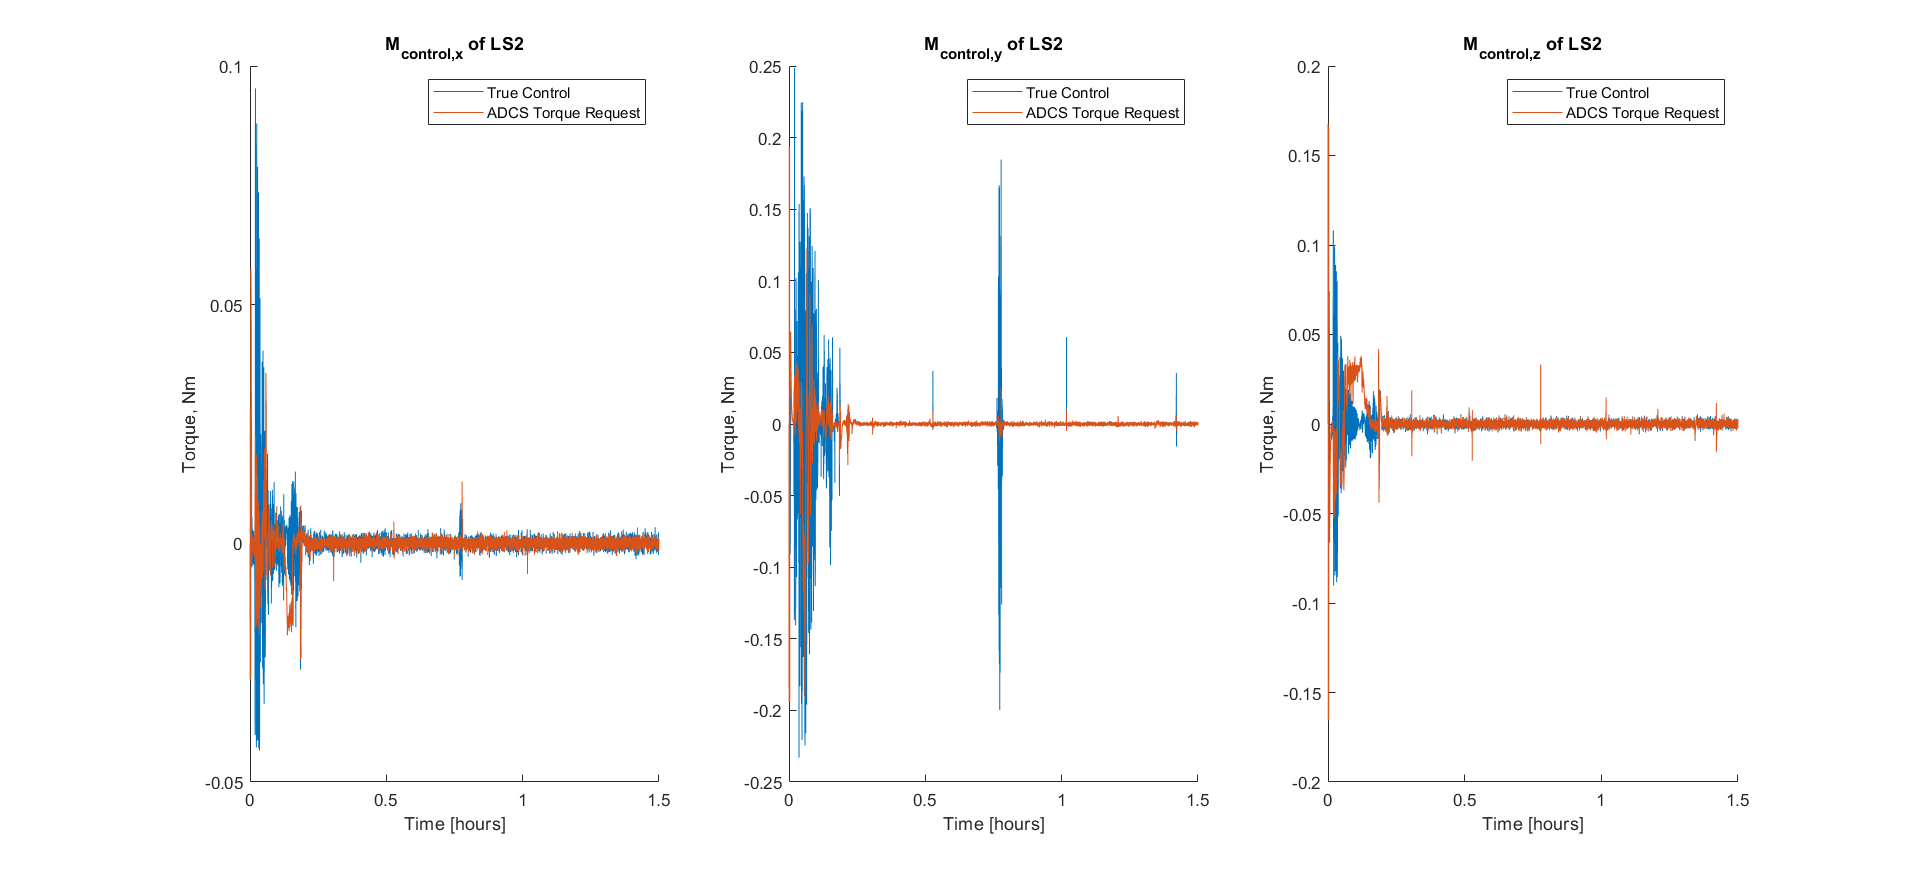 M_control,x of LS2
True Control
ADCS Torque Request
0.1
0.05
0
-0.05
Torque, Nm
0
0.5
1
1.5
Time [hours]
M_control,y of LS2
True Control
ADCS Torque Request
0.25
0.2
0.15
0.1
0.05
0
-0.05
-0.1
-0.15
-0.2
-0.25
Torque, Nm
0
0.5
1
1.5
Time [hours]
M_control,z of LS2
True Control
ADCS Torque Request
0.2
0.15
0.1
0.05
0
-0.05
-0.1
-0.15
-0.2
Torque, Nm
0
0.5
1
1.5
Time [hours]